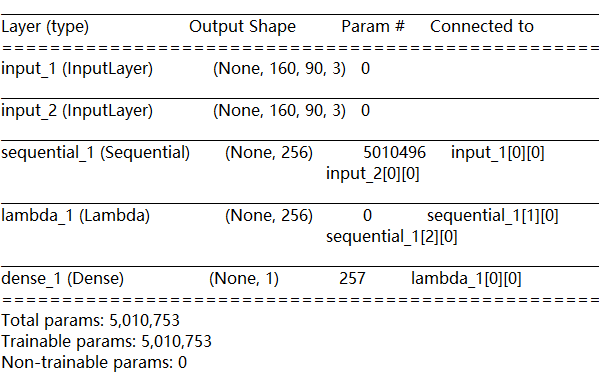 Layer (type) Output Shape Param # Connected to
==================================================
input_1 (InputLayer) (None, 160, 90, 3) 0
input_2 (InputLayer) (None, 160, 90, 3) 0
sequential_1 (Sequential) (None, 256) 5010496 input_1[0][0]
input_2[0][0]
lambda_1 (Lambda) (None, 256) 0 sequential_1[1][0]
sequential_1[2][0]
dense_1 (Dense) (None, 1) 257 lambda_1[0][0]
==================================================
Total params: 5,010,753
Trainable params: 5,010,753
Non-trainable params: 0